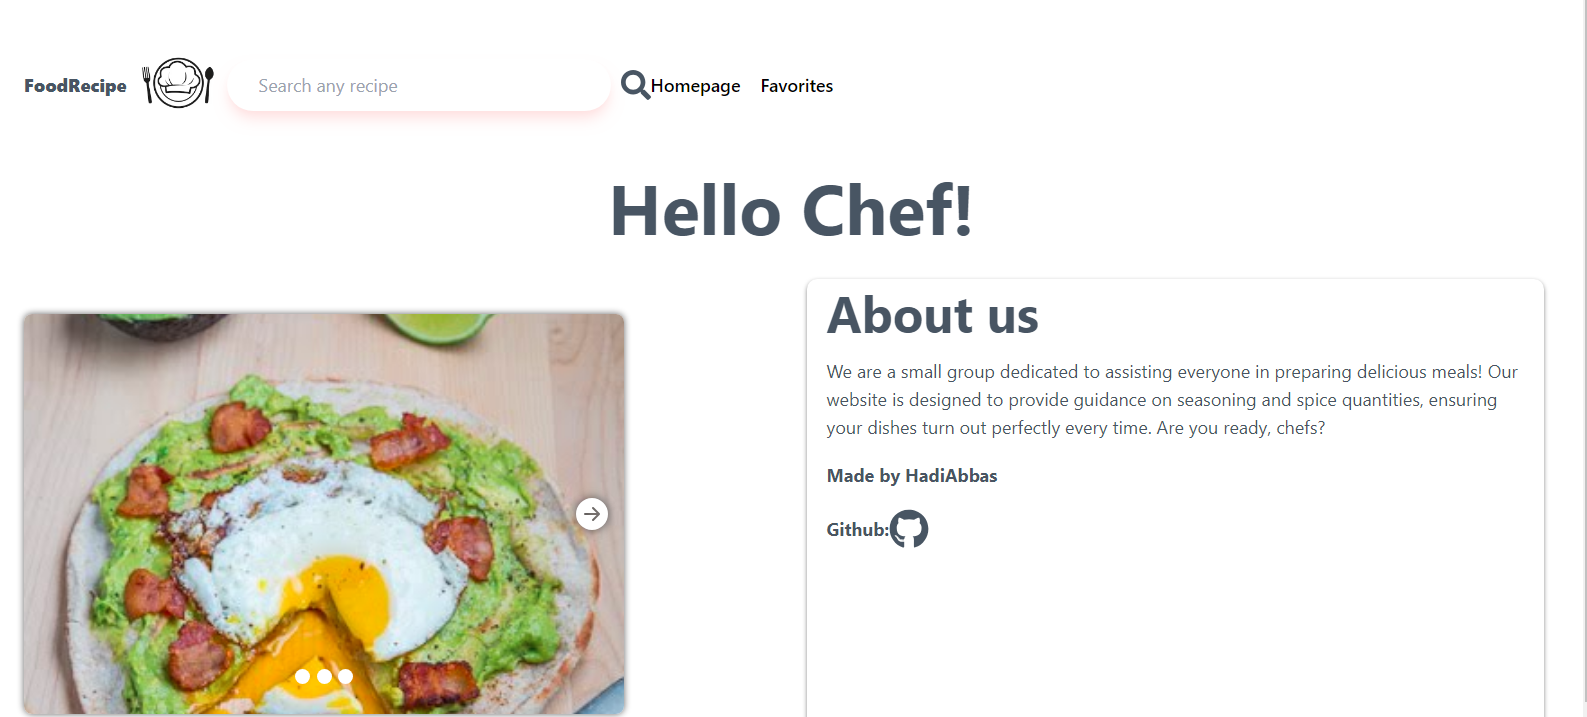 FoodRecipe
Search any recipe
Homepage
Favorites
Hello Chef!
About us
We are a small group dedicated to assisting everyone in preparing delicious meals! Our
website is designed to provide guidance on seasoning and spice quantities, ensuring
your dishes turn out perfectly every time. Are you ready, chefs?
Made by HadiAbbas
Github: